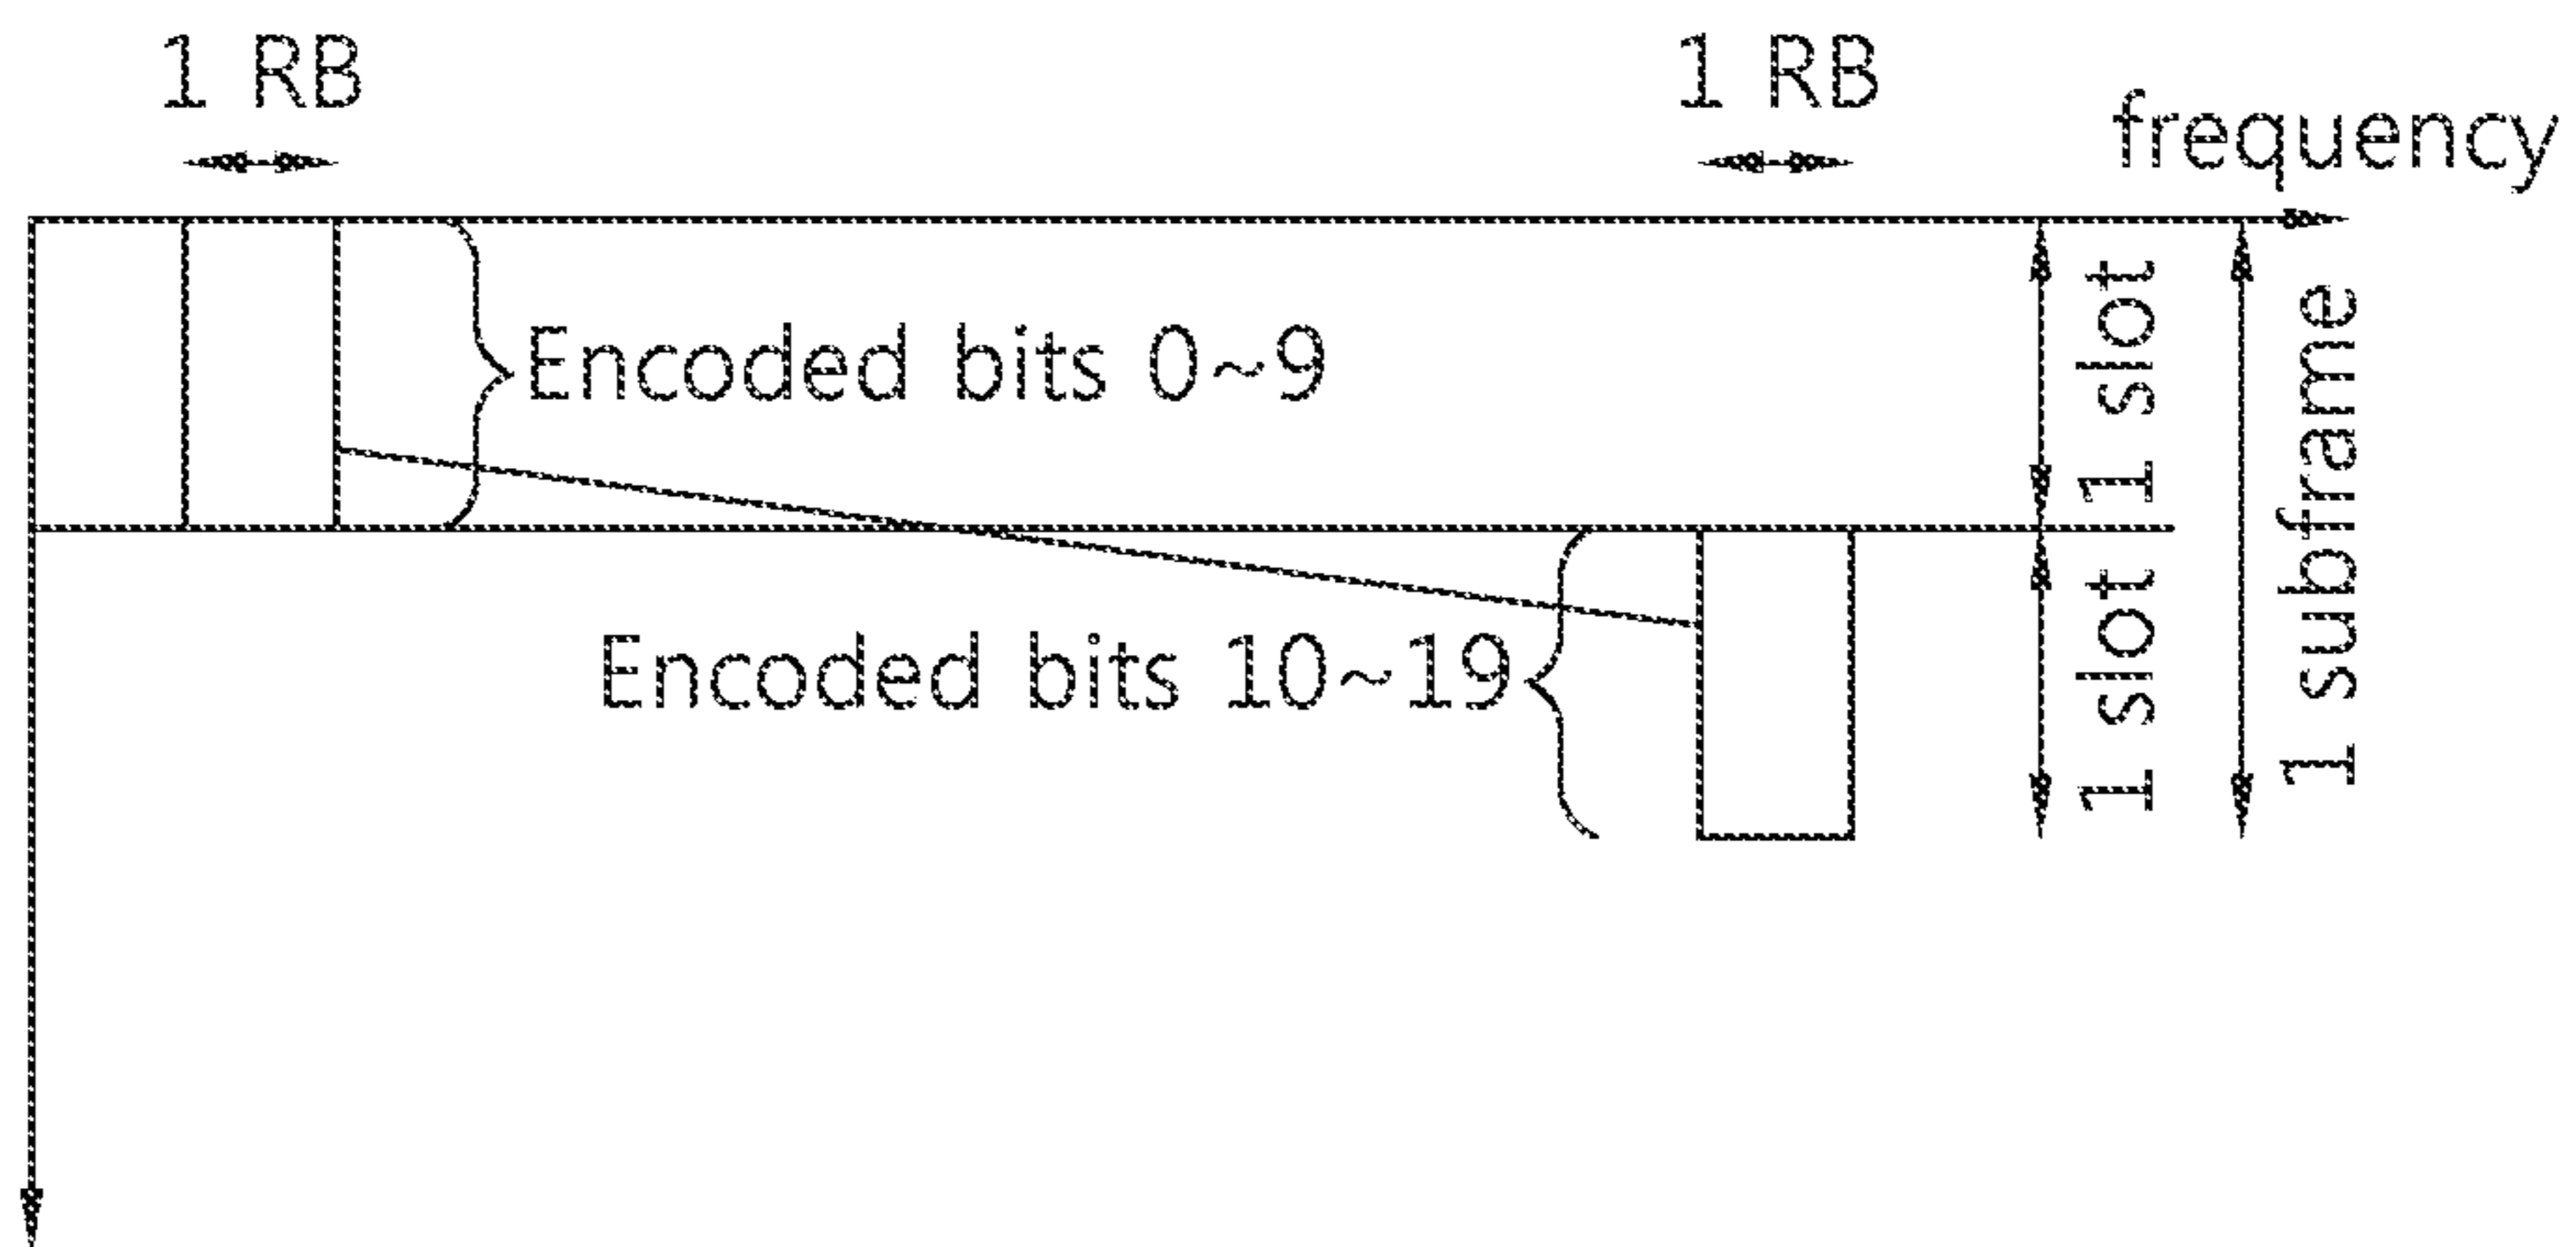 1 RB
1 RB
frequency
Encoded bits 0~9
1 slot
1 subframe
Encoded bits 10~19
1 slot